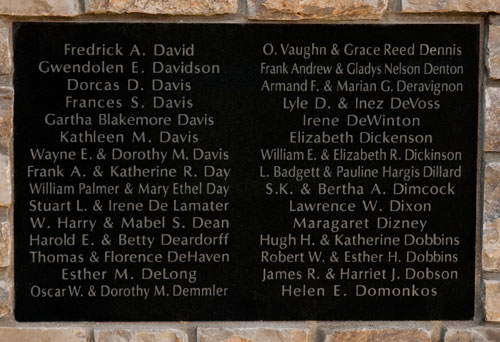 Fredrick A. David
Gwendolen E. Davidson
Dorcas D. Davis
Frances S. Davis
Gartha Blakemore Davis
Kathleen M. Davis
Wayne E. & Dorothy M. Davis
Frank A. & Katherine R. Day
William Palmer & Mary Ethel Day
Stuart L. & Irene De Lamater
W. Harry & Mabel S. Dean
Harold E. & Betty Deardorff
Thomas & Florence DeHaven
Esther M. DeLong
Oscar W. & Dorothy M. Demmler
O. Vaughn & Grace Reed Dennis
Frank Andrew & Gladys Nelson Denton
Armand F. & Marian G. Deravignon
Lyle D. & Inez DeVoss
Irene DeWinton
Elizabeth Dickenson
William E. & Elizabeth R. Dickinson
L. Badgett & Pauline Hargis Dillard
S.K. & Bertha A. Dimcock
Lawrence W. Dixon
Maragaret Dizney
Hugh H. & Katherine Dobbins
Robert W. & Esther H. Dobbins
James R. & Harriet J. Dobson
Helen E. Domonkos